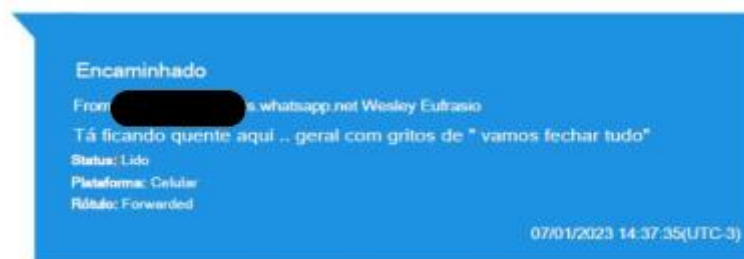 Encaminhado
From s.whatsapp.net Wesley Eufrasio
Tá ficando quente aqui .. geral com gritos de " vamos fechar tudo"
Status: Lido
Plataforma: Celular
Rótulo: Forwarded
07/01/2023 14:37:35(UTC-3)